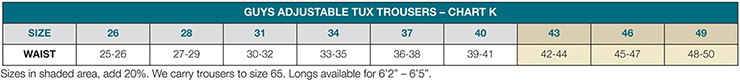 GUYS ADJUSTABLE TUX TROUSERS – CHART K
SIZE 26 28 31 34 37 40 43 46 49
WAIST 25-26 27-29 30-32 33-35 36-38 39-41 42-44 45-47 48-50
Sizes in shaded area, add 20%. We carry trousers to size 65. Longs available for 6’2” – 6’5”.